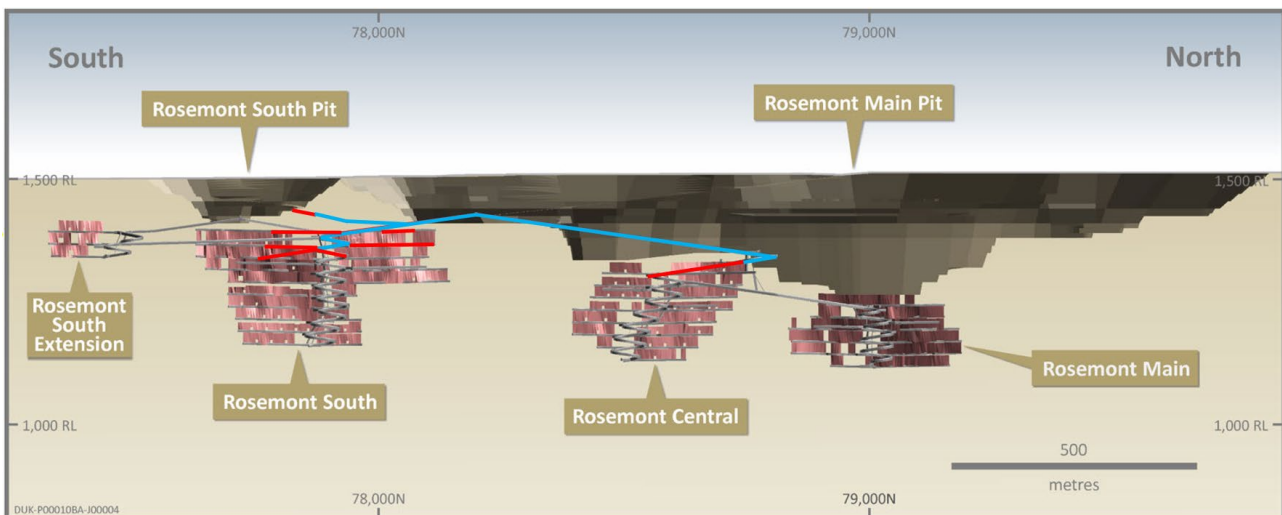 78,000N
79,000N
South
North
Rosemont South Pit
Rosemont Main Pit
1,500 RL
1,500 RL
Rosemont
South
Extension
Rosemont South
Rosemont Central
Rosemont Main
1,000 RL
1,000 RL
500
metres
78,000N
79,000N
DUK-P00010BA-J00004